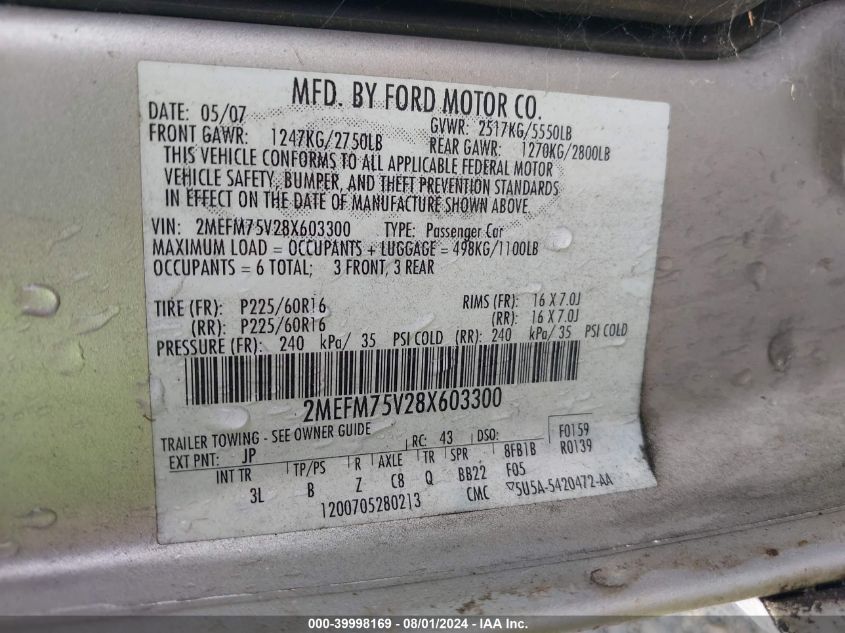 MFD. BY FORD MOTOR CO.
DATE: 05/07 GVWR: 2517KG/5550LB
FRONT GAWR: 1247KG/2750LB REAR GAWR: 1270KG/2800LB
THIS VEHICLE CONFORMS TO ALL APPLICABLE FEDERAL MOTOR
VEHICLE SAFETY, BUMPER, AND THEFT PREVENTION STANDARDS
IN EFFECT ON THE DATE OF MANUFACTURE SHOWN ABOVE.
VIN: 2MEFM75V28X603300 TYPE: Passenger Car
MAXIMUM LOAD = OCCUPANTS + LUGGAGE = 498KG/1100LB
OCCUPANTS = 6 TOTAL; 3 FRONT, 3 REAR
TIRE (FR): P225/60R16 RIMS (FR): 16 X 7.0J
(RR): P225/60R16 (RR): 16 X 7.0J
PRESSURE (FR): 240 kPa/ 35 PSI COLD (RR): 240 kPa/ 35 PSI COLD
2MEFM75V28X603300
TRAILER TOWING - SEE OWNER GUIDE RC: 43 DSO: F0159
EXT PNT: JP 8FB1B R0139
INT TR TP/PS R AXLE TR SPR F05
3L B Z C8 Q BB22
1200705280213 CMC ▽5U5A-5420472-AA
000-39998169 - 08/01/2024 - IAA Inc.